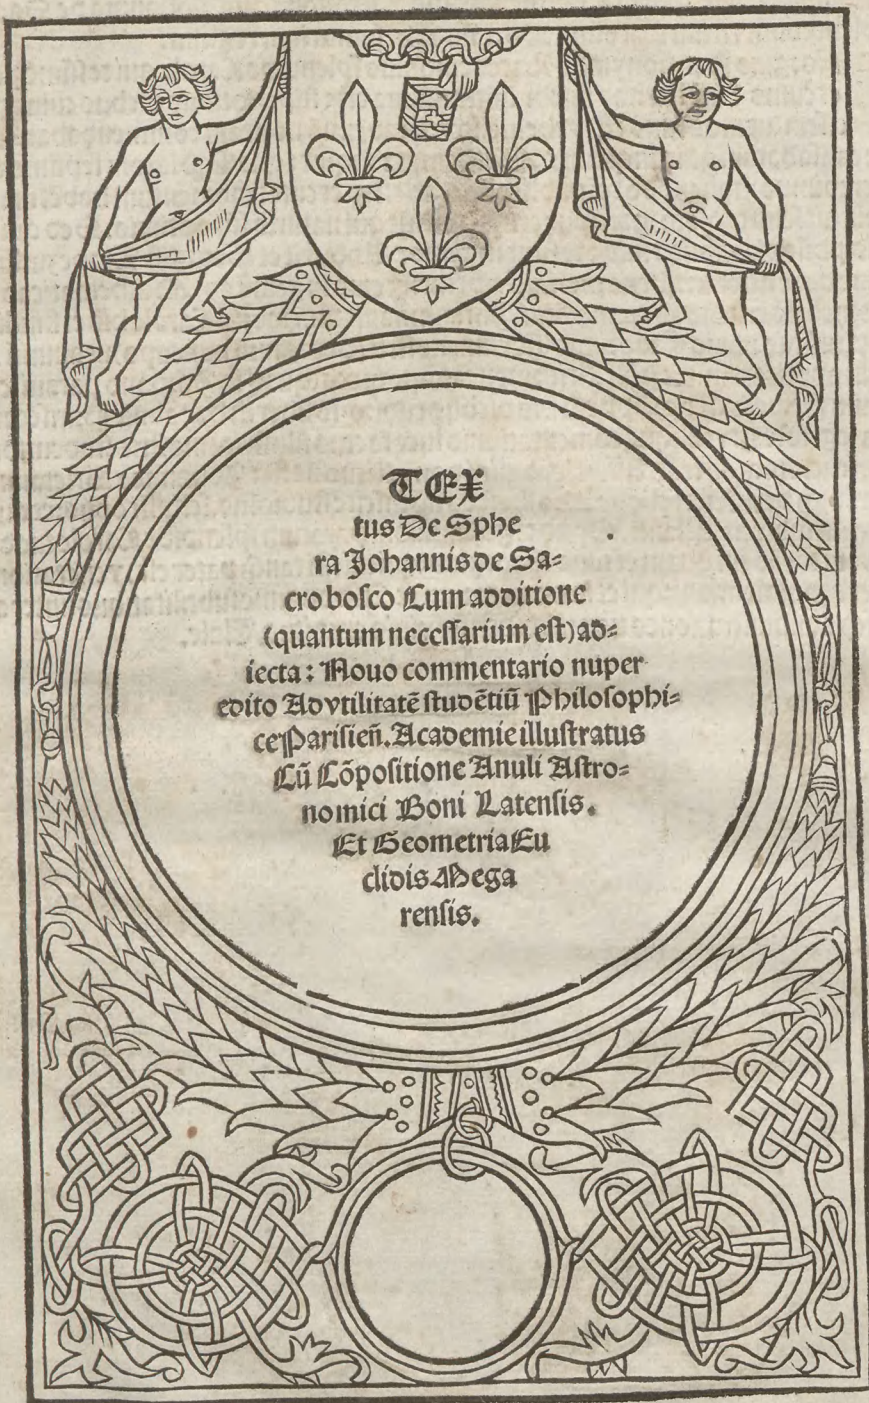 TEX
tus De Sphe
ra Johannis de Sa⸗
cro bosco Cum additione
(quantum necessarium est) ad⸗
iecta: Nouo commentario nuper
edito Ad vtilitatē studētiū Philosophi⸗
ce Parisien̄. Academie illustratus
Cū Cōpositione Anuli Astro⸗
nomici Boni Latensis.
Et Geometria Eu
clidis Mega
rensis.